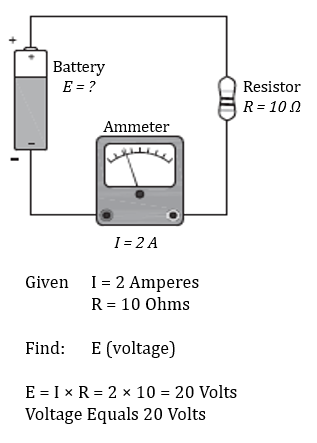 +
+
Battery
E = ?
-
-
Resistor
R = 10 Ω
Ammeter
I = 2 A
Given I = 2 Amperes
R = 10 Ohms
Find: E (voltage)
E = I × R = 2 × 10 = 20 Volts
Voltage Equals 20 Volts